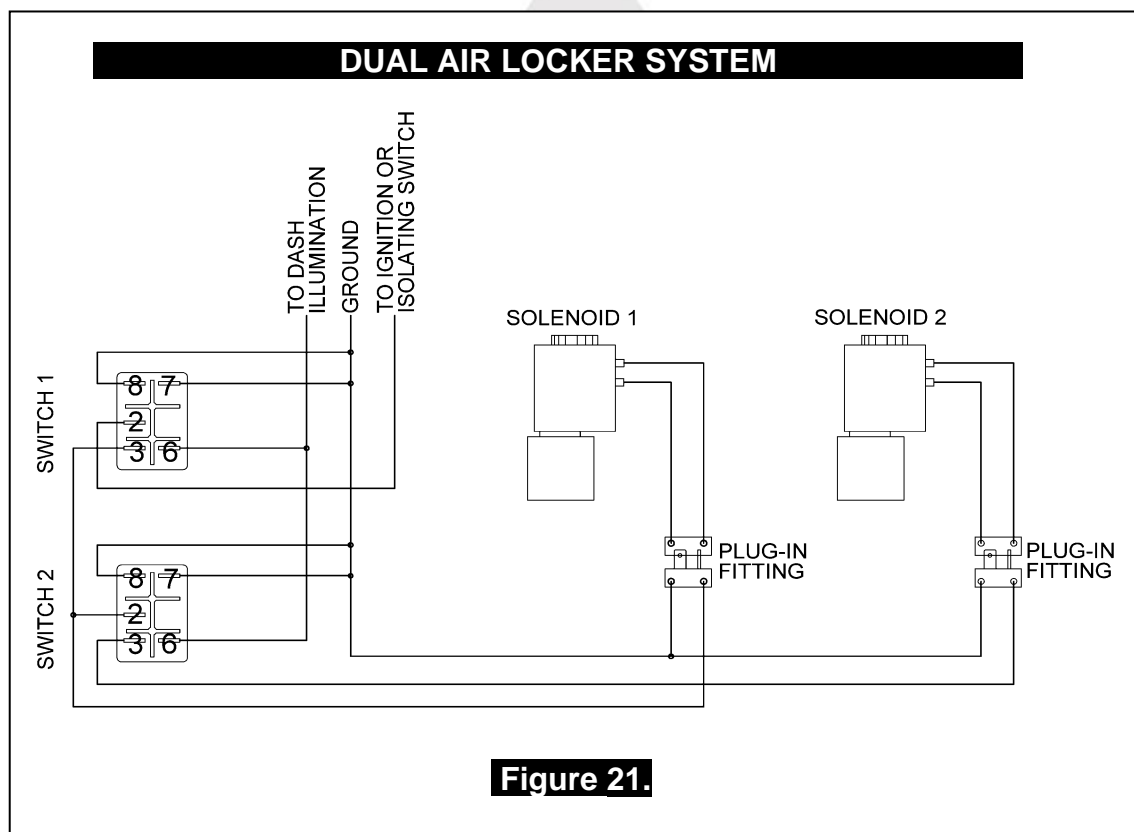 DUAL AIR LOCKER SYSTEM
TO DASH
ILLUMINATION
GROUND
TO IGNITION OR
ISOLATING SWITCH
SOLENOID 1
SOLENOID 2
SWITCH 1
8 7
2
3 6
PLUG-IN
FITTING
PLUG-IN
FITTING
SWITCH 2
8 7
2
3 6
Figure 21.